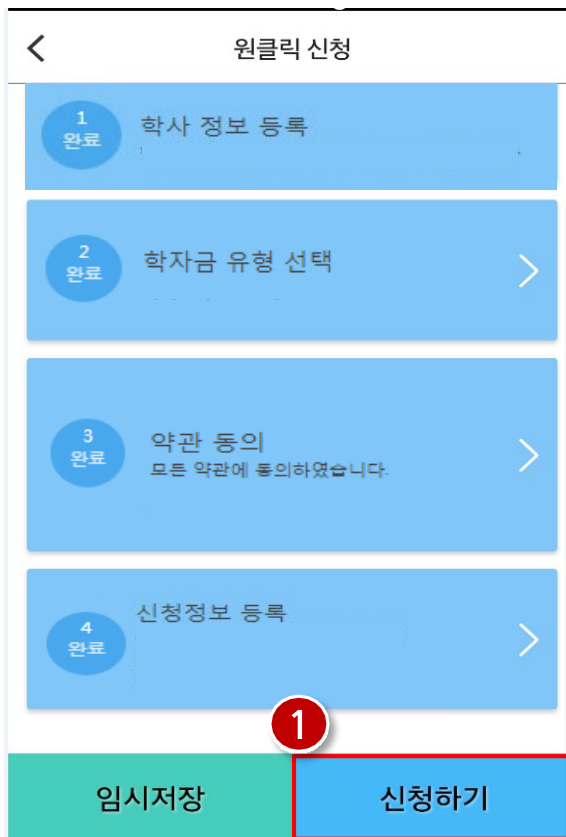 원클릭 신청
1
완료
학사 정보 등록
2
완료
학자금 유형 선택
3
완료
약관 동의
모든 약관에 동의하였습니다.
4
완료
신청정보 등록
1
임시저장
신청하기